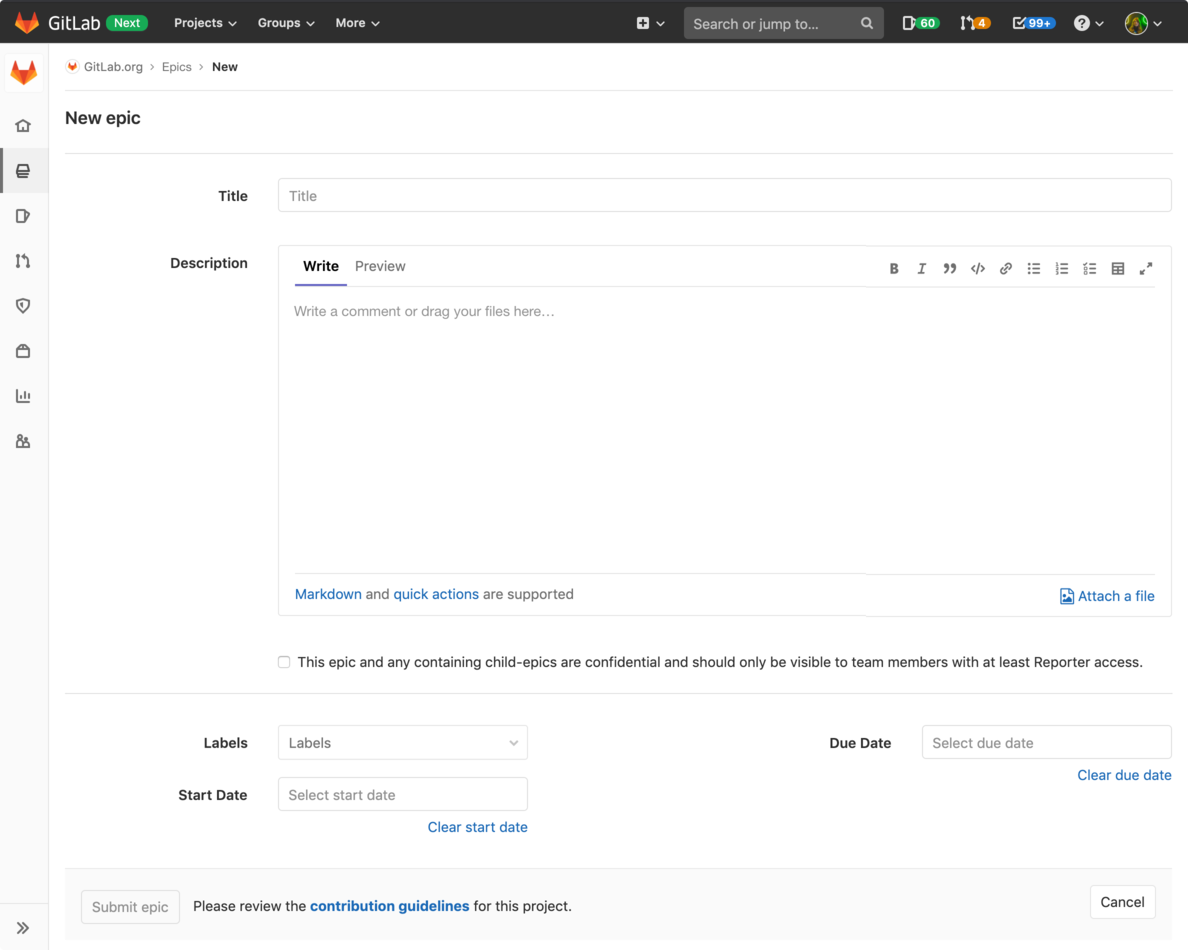 GitLab Next Projects Groups More Search or jump to... 60 4 99+
GitLab.org › Epics › New
New epic
Title Title
Description Write Preview
Write a comment or drag your files here…
Markdown and quick actions are supported Attach a file
This epic and any containing child-epics are confidential and should only be visible to team members with at least Reporter access.
Labels Labels Due Date Select due date
Clear due date
Start Date Select start date
Clear start date
Submit epic Please review the contribution guidelines for this project. Cancel